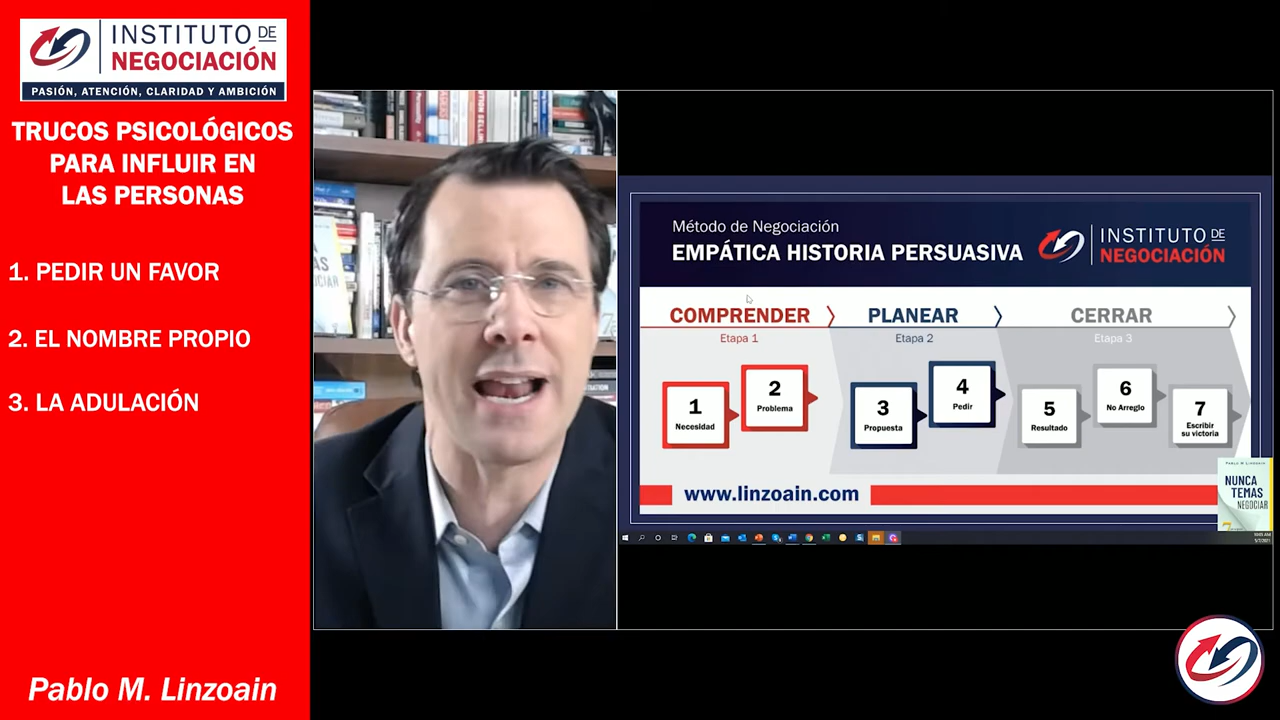 INSTITUTO DE
NEGOCIACIÓN
PASIÓN, ATENCIÓN, CLARIDAD Y AMBICIÓN
TRUCOS PSICOLÓGICOS
PARA INFLUIR EN
LAS PERSONAS
1. PEDIR UN FAVOR
2. EL NOMBRE PROPIO
3. LA ADULACIÓN
Pablo M. Linzoain
Método de Negociación
EMPÁTICA HISTORIA PERSUASIVA
INSTITUTO DE
NEGOCIACIÓN
COMPRENDER
Etapa 1
PLANEAR
Etapa 2
CERRAR
Etapa 3
1
Necesidad
2
Problema
3
Propuesta
4
Pedir
5
Resultado
6
No Arreglo
7
Escribir
su victoria
www.linzoain.com
PABLO M. LINZOAIN
NUNCA
TEMAS
NEGOCIAR